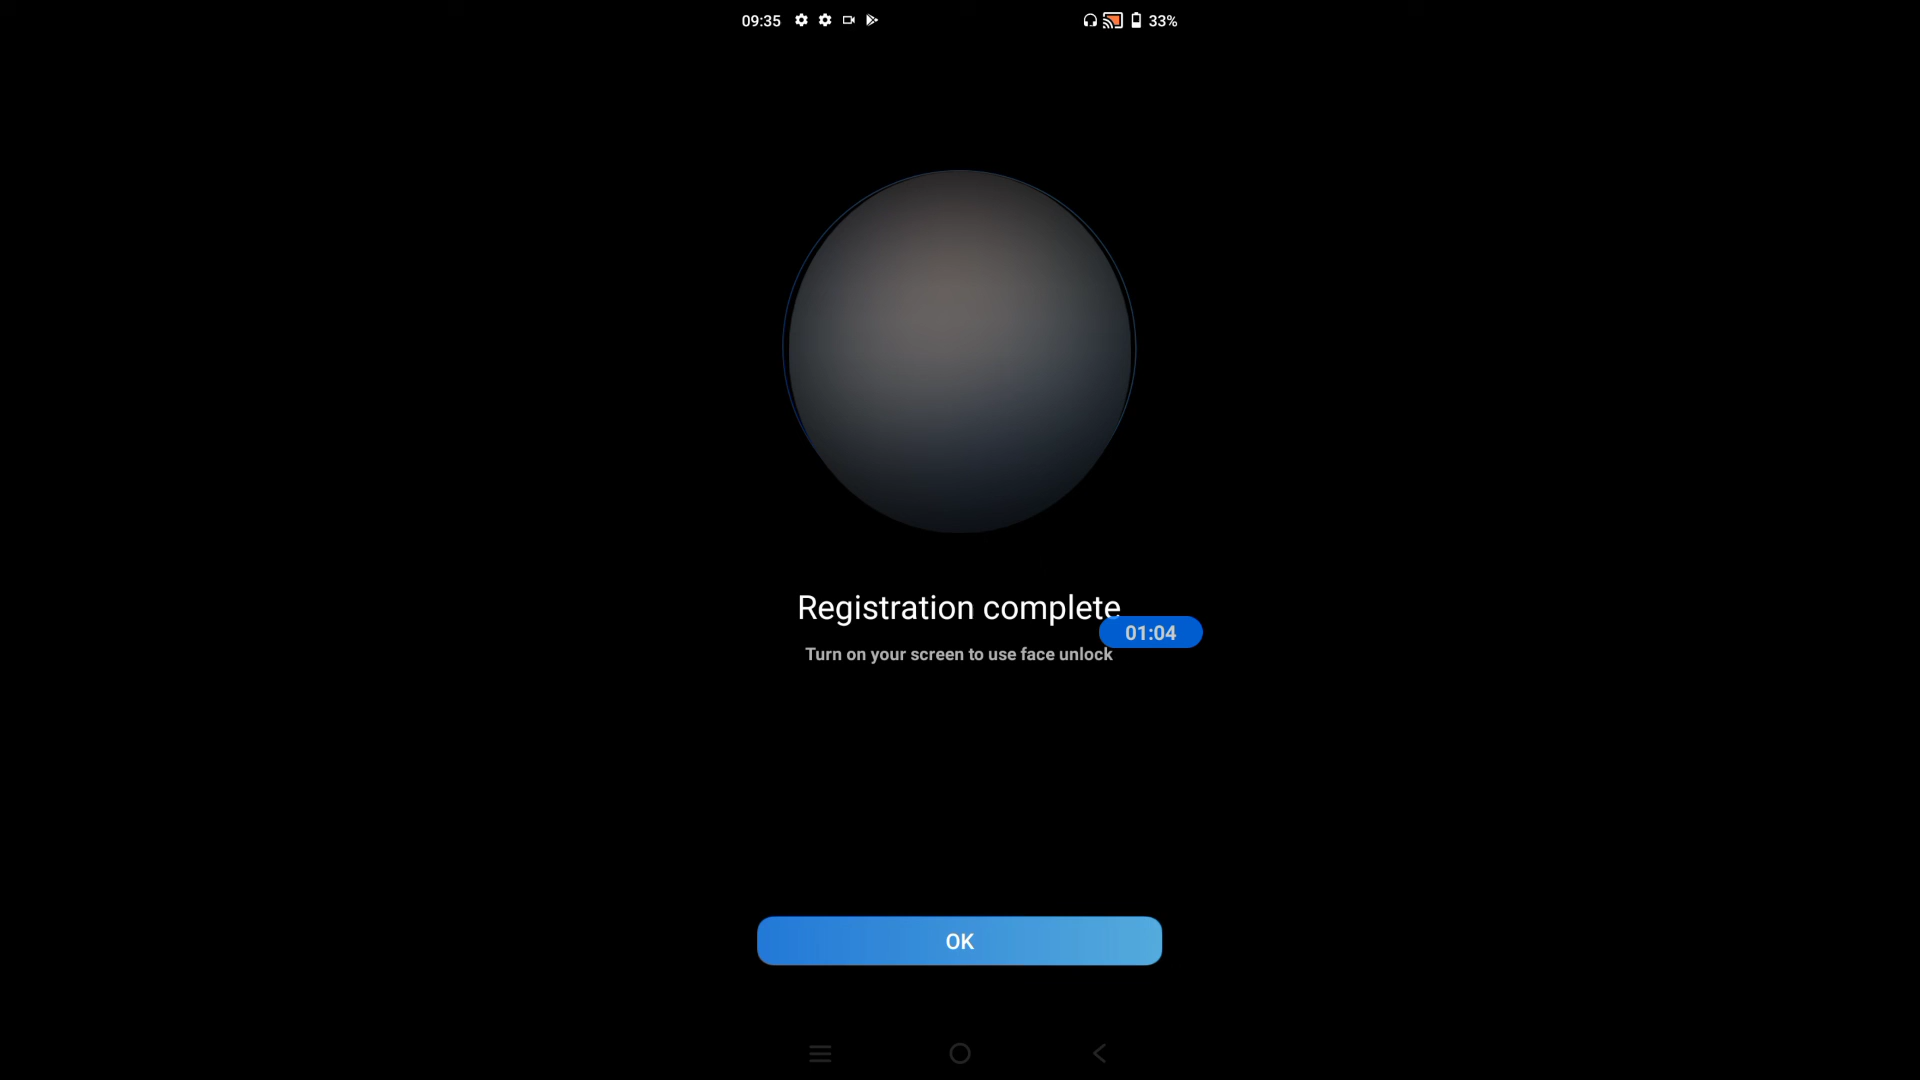 09:35 33%
Registration complete
01:04
Turn on your screen to use face unlock
OK